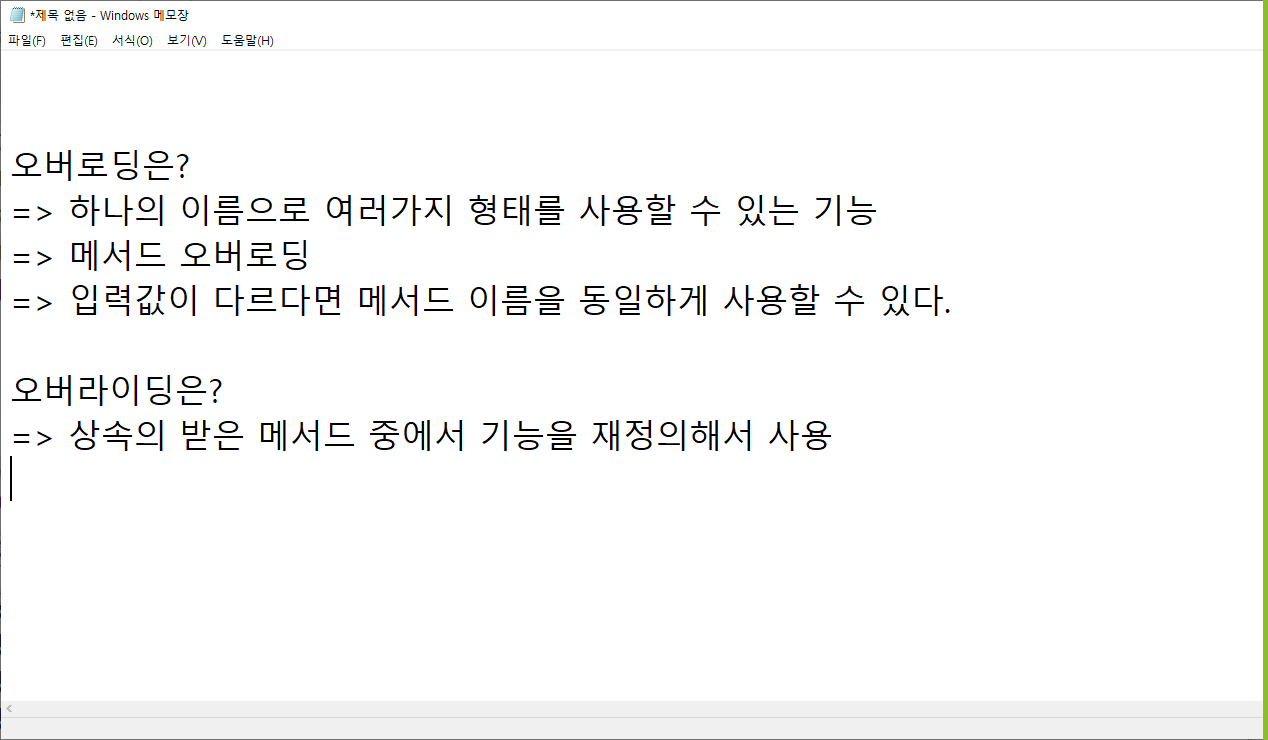 *제목 없음 - Windows 메모장
파일(F) 편집(E) 서식(O) 보기(V) 도움말(H)
오버로딩은?
=> 하나의 이름으로 여러가지 형태를 사용할 수 있는 기능
=> 메서드 오버로딩
=> 입력값이 다르다면 메서드 이름을 동일하게 사용할 수 있다.
오버라이딩은?
=> 상속의 받은 메서드 중에서 기능을 재정의해서 사용